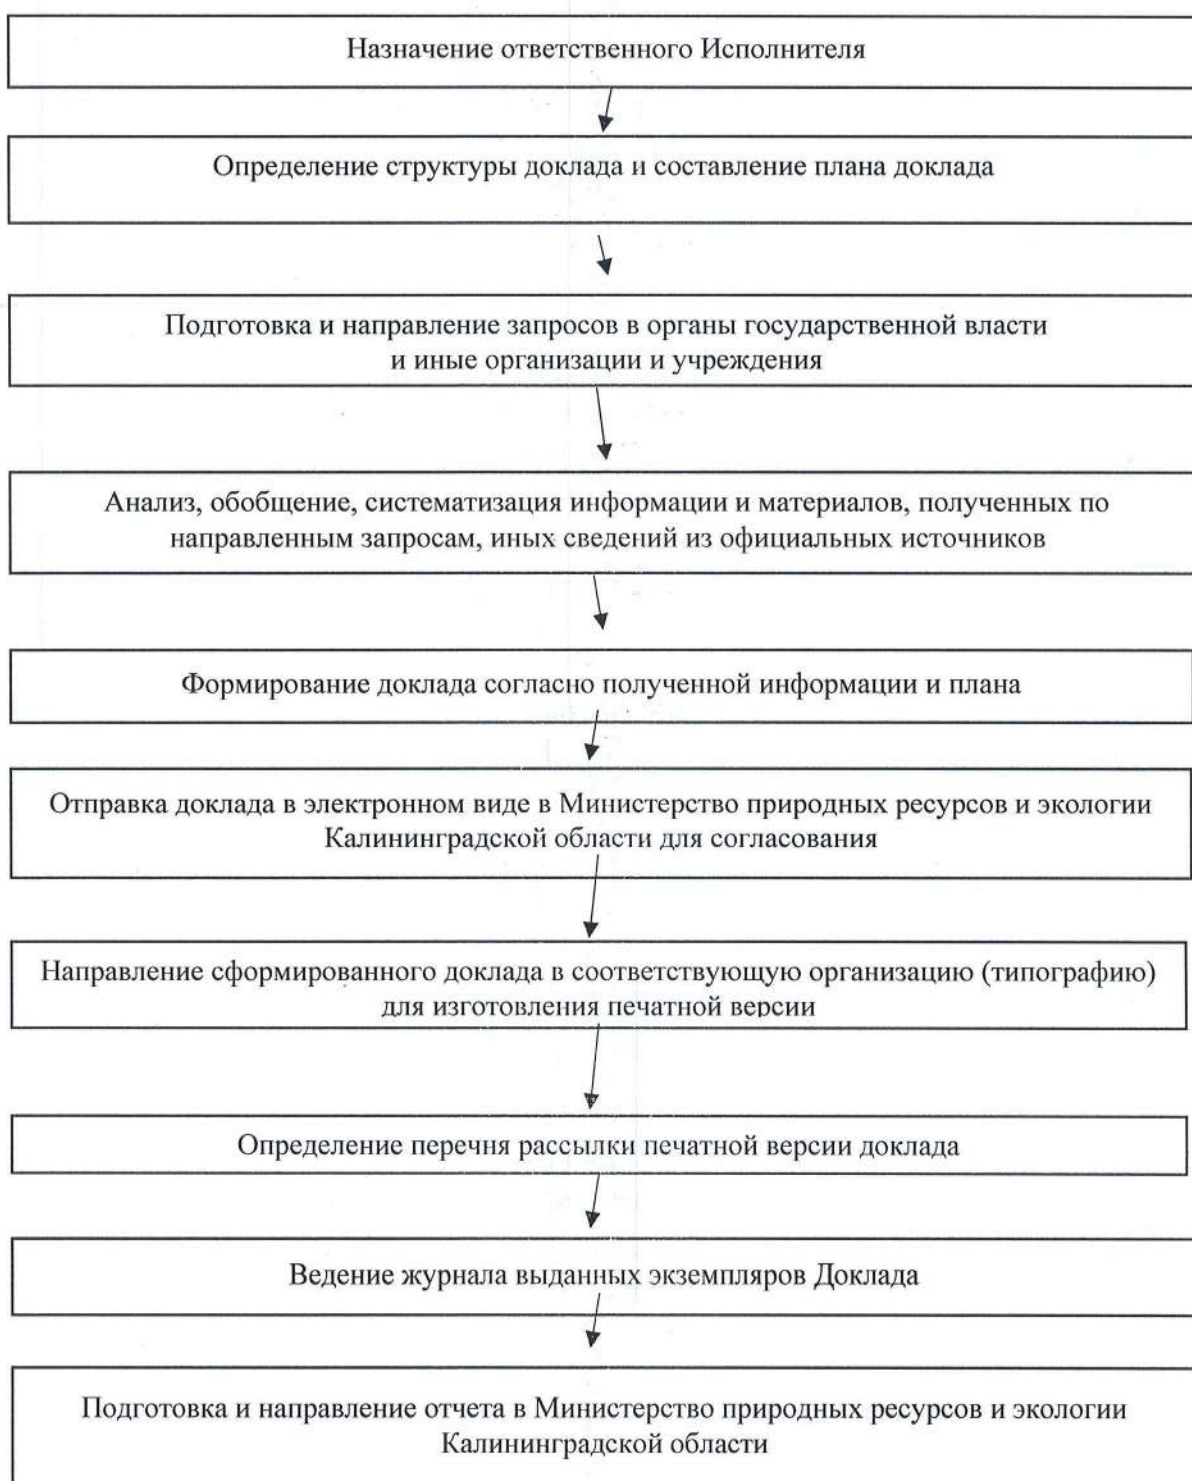 Назначение ответственного Исполнителя
Определение структуры доклада и составление плана доклада
Подготовка и направление запросов в органы государственной власти
и иные организации и учреждения
Анализ, обобщение, систематизация информации и материалов, полученных по
направленным запросам, иных сведений из официальных источников
Формирование доклада согласно полученной информации и плана
Отправка доклада в электронном виде в Министерство природных ресурсов и экологии
Калининградской области для согласования
Направление сформированного доклада в соответствующую организацию (типографию)
для изготовления печатной версии
Определение перечня рассылки печатной версии доклада
Ведение журнала выданных экземпляров Доклада
Подготовка и направление отчета в Министерство природных ресурсов и экологии
Калининградской области